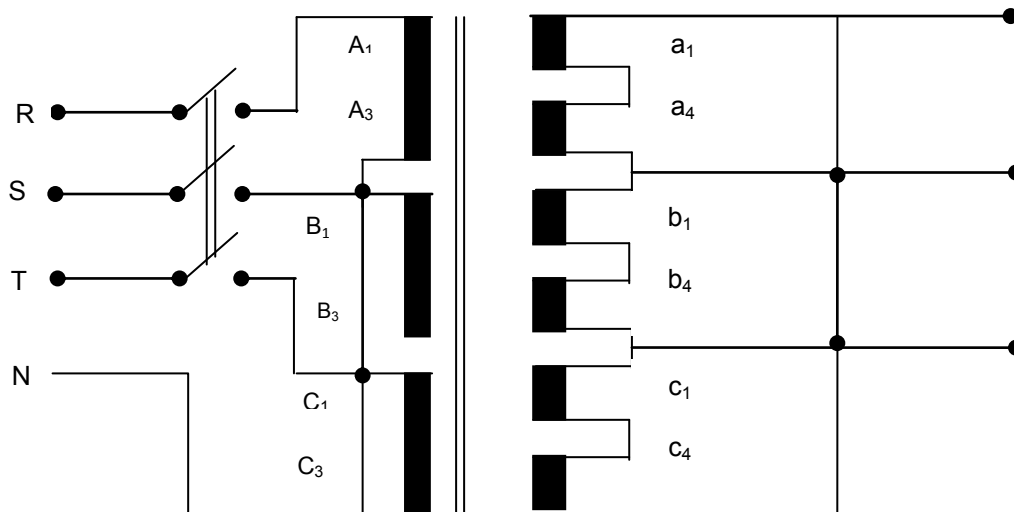 A₁
a₁
R
A₃
a₄
S
B₁
b₁
T
B₃
b₄
N
C₁
c₁
C₃
c₄